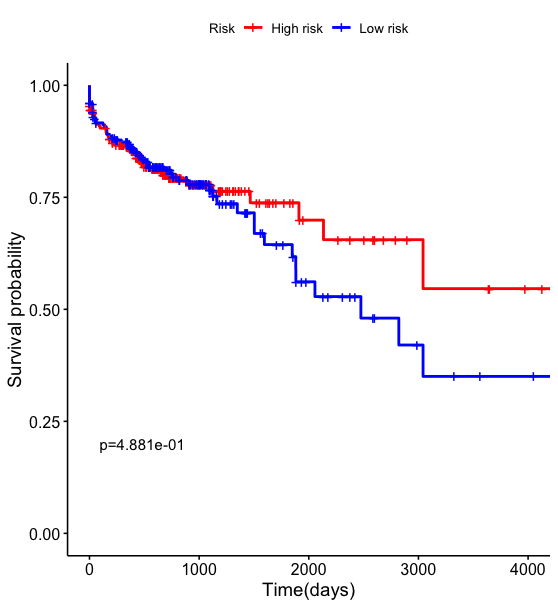 Risk High risk Low risk
Survival probability
1.00
0.75
0.50
0.25
0.00
p=4.881e-01
0 1000 2000 3000 4000
Time(days)